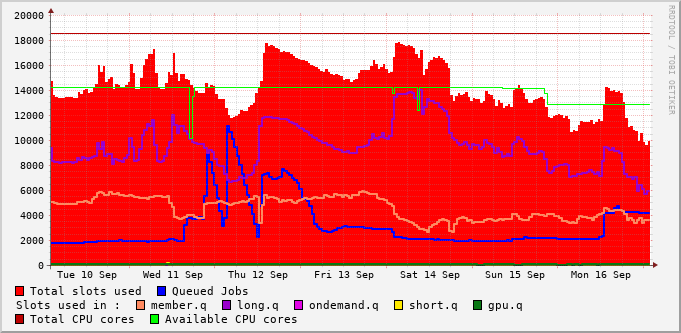 20000
18000
16000
14000
12000
10000
8000
6000
4000
2000
0
Tue 10 Sep Wed 11 Sep Thu 12 Sep Fri 13 Sep Sat 14 Sep Sun 15 Sep Mon 16 Sep
Total slots used Queued Jobs
Slots used in : member.q long.q ondemand.q short.q gpu.q
Total CPU cores Available CPU cores
RRDTOOL / TOBI OETIKER